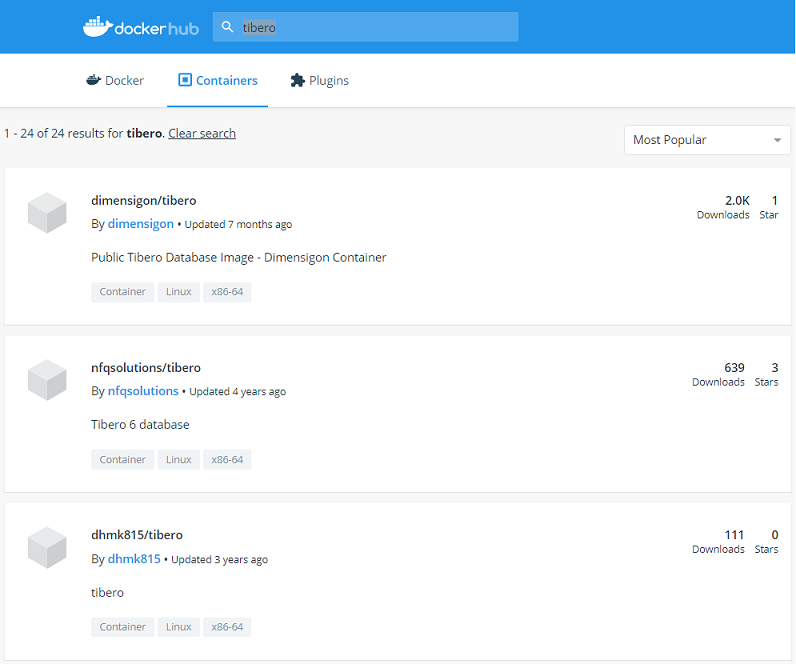 dockerhub
tibero
Docker
Containers
Plugins
1 - 24 of 24 results for tibero. Clear search
Most Popular
dimensigon/tibero
2.0K 1
By dimensigon • Updated 7 months ago
Downloads Star
Public Tibero Database Image - Dimensigon Container
Container Linux x86-64
nfqsolutions/tibero
639 3
By nfqsolutions • Updated 4 years ago
Downloads Stars
Tibero 6 database
Container Linux x86-64
dhmk815/tibero
111 0
By dhmk815 • Updated 3 years ago
Downloads Stars
tibero
Container Linux x86-64